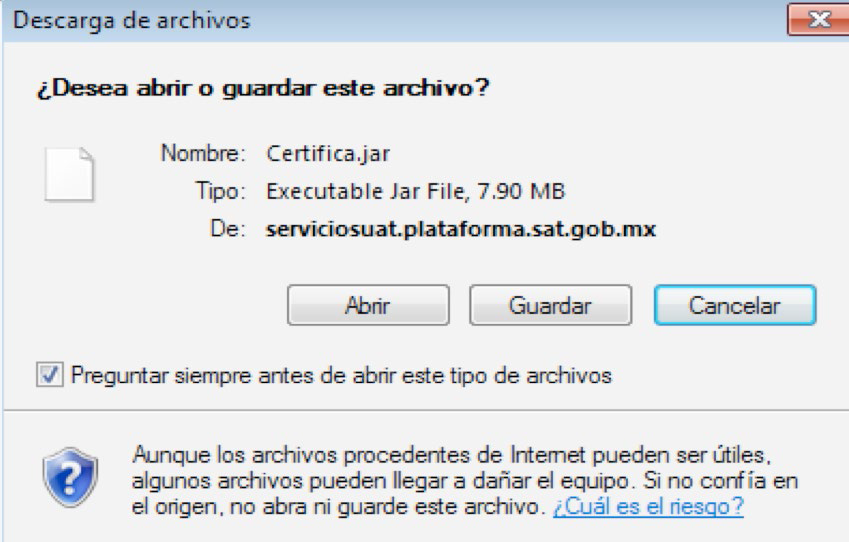 Descarga de archivos
¿Desea abrir o guardar este archivo?
Nombre: Certifica.jar
Tipo: Executable Jar File, 7.90 MB
De: serviciosuat.plataforma.sat.gob.mx
Abrir Guardar Cancelar
Preguntar siempre antes de abrir este tipo de archivos
Aunque los archivos procedentes de Internet pueden ser útiles,
algunos archivos pueden llegar a dañar el equipo. Si no confía en
el origen, no abra ni guarde este archivo. ¿Cuál es el riesgo?